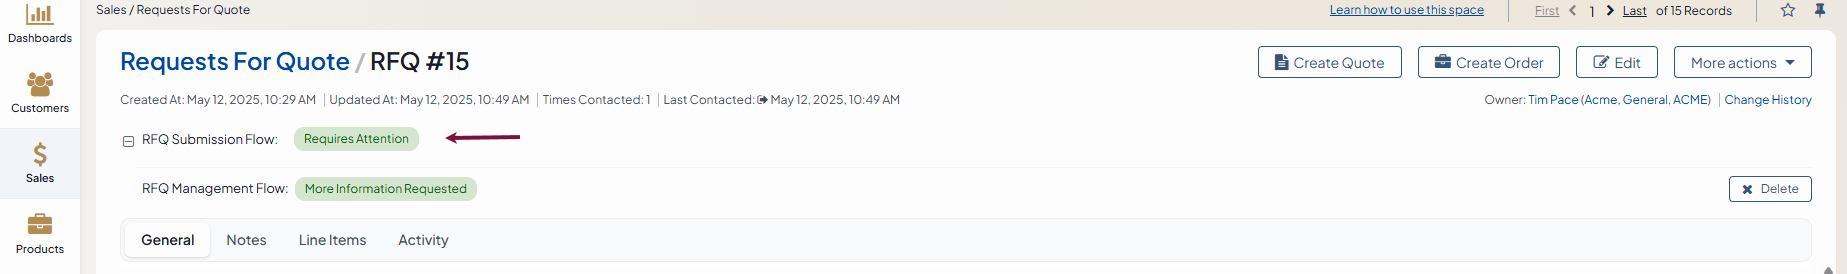 Sales / Requests For Quote
Learn how to use this space
First 1 Last of 15 Records
Dashboards
Customers
Sales
Products
Requests For Quote / RFQ #15
Create Quote
Create Order
Edit
More actions
Created At: May 12, 2025, 10:29 AM | Updated At: May 12, 2025, 10:49 AM | Times Contacted: 1 | Last Contacted: May 12, 2025, 10:49 AM
Owner: Tim Pace (Acme, General, ACME) | Change History
RFQ Submission Flow: Requires Attention
RFQ Management Flow: More Information Requested
Delete
General
Notes
Line Items
Activity